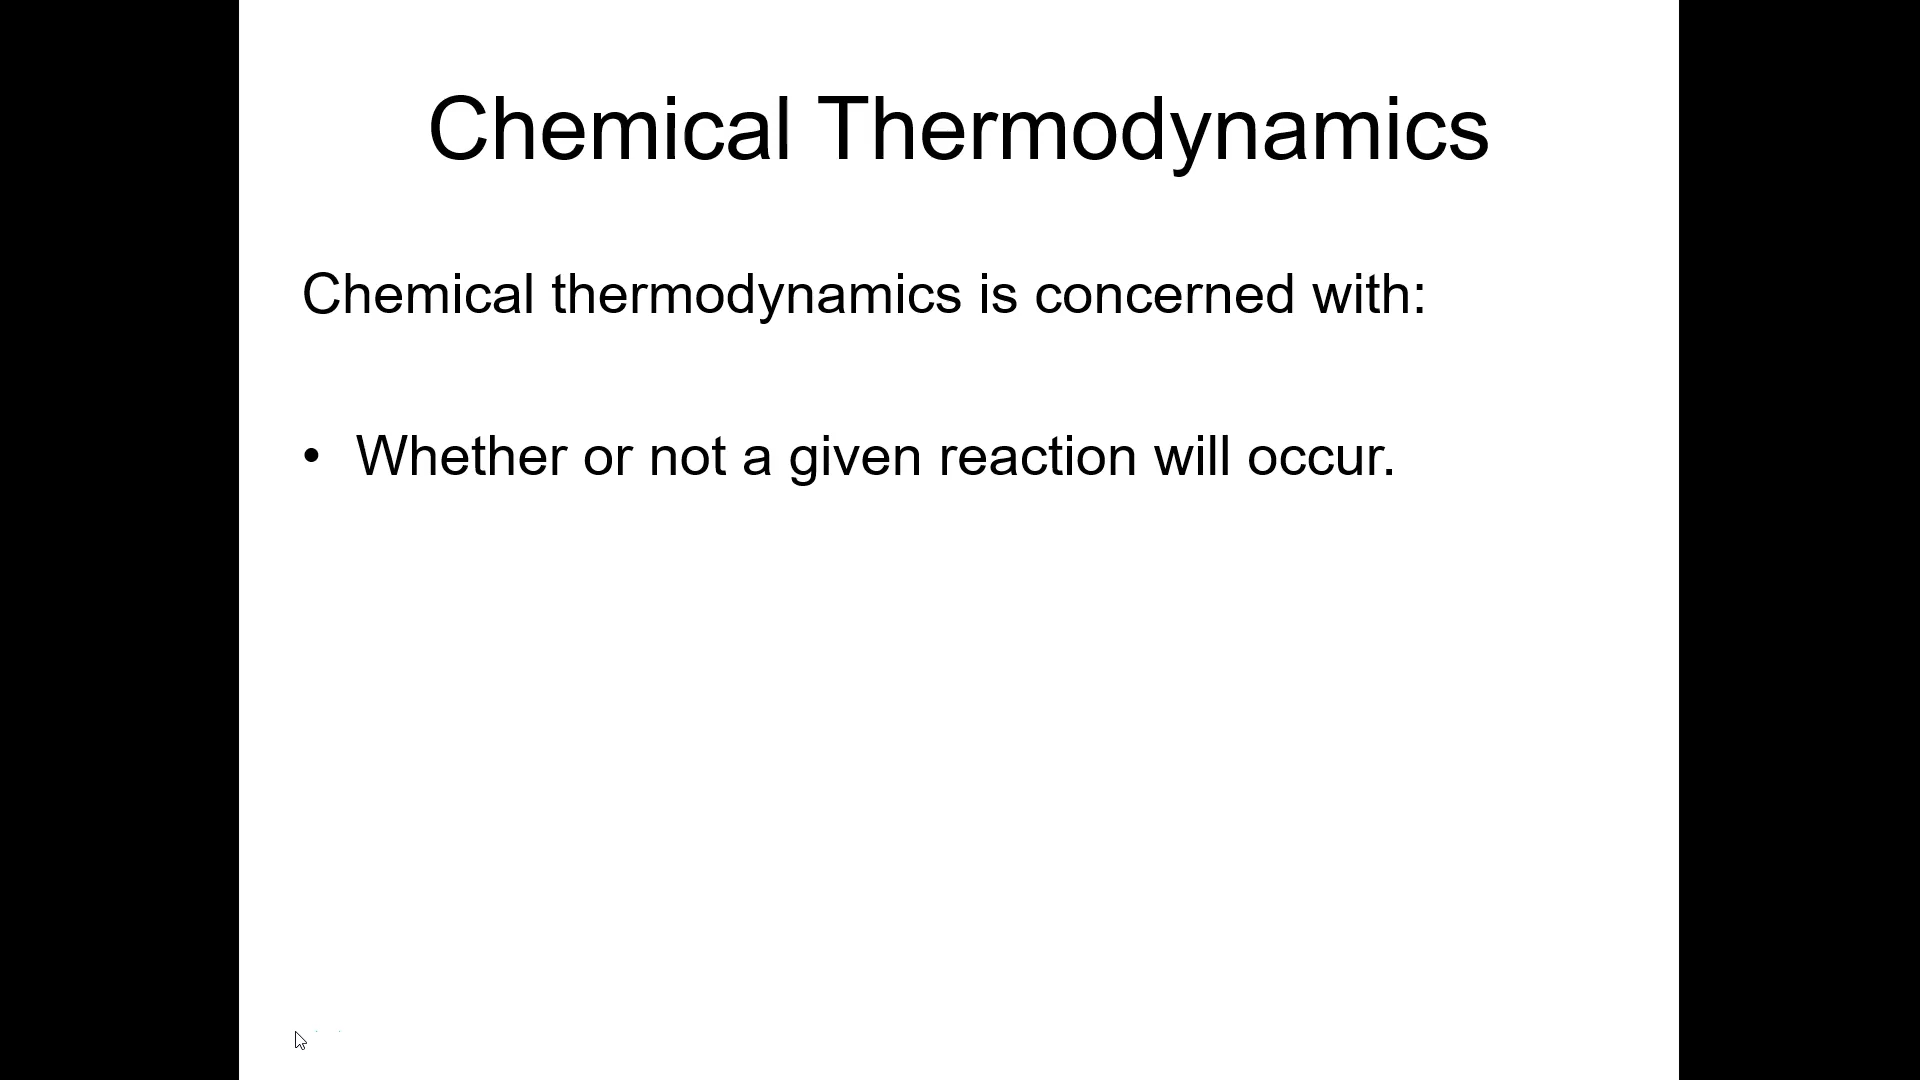 Chemical Thermodynamics
Chemical thermodynamics is concerned with:
• Whether or not a given reaction will occur.